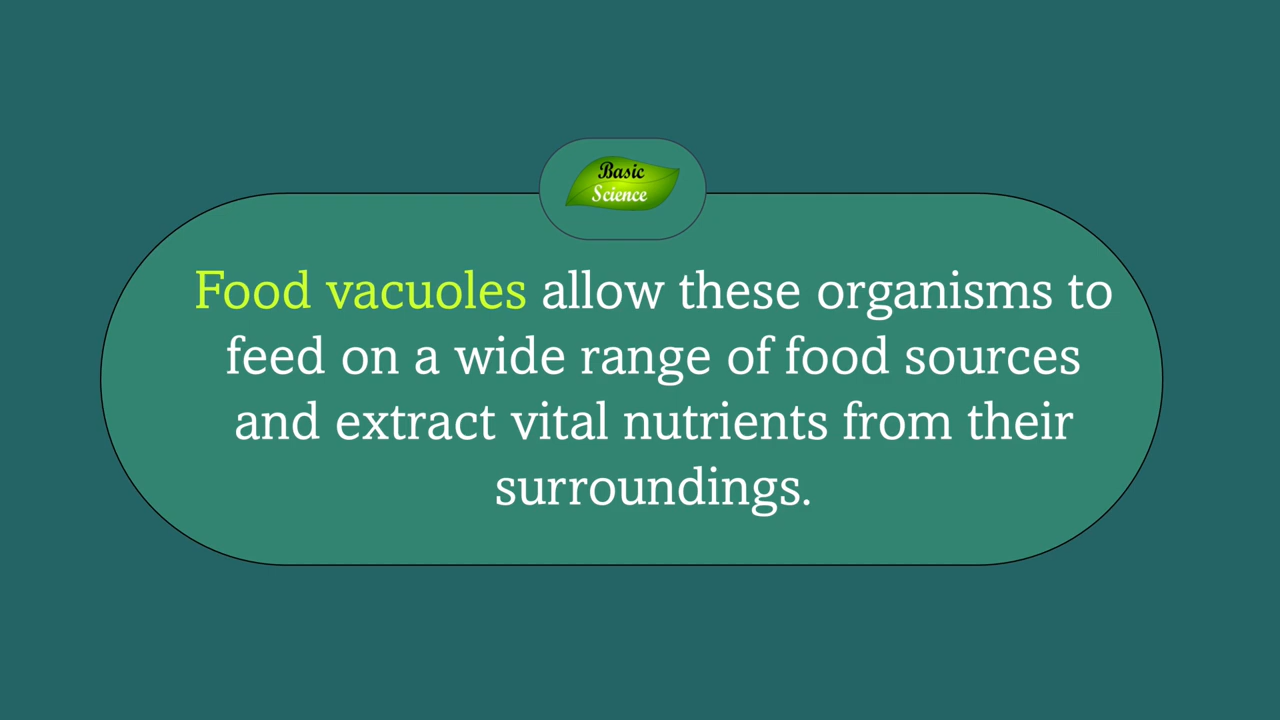 Basic
Science
Food vacuoles allow these organisms to
feed on a wide range of food sources
and extract vital nutrients from their
surroundings.